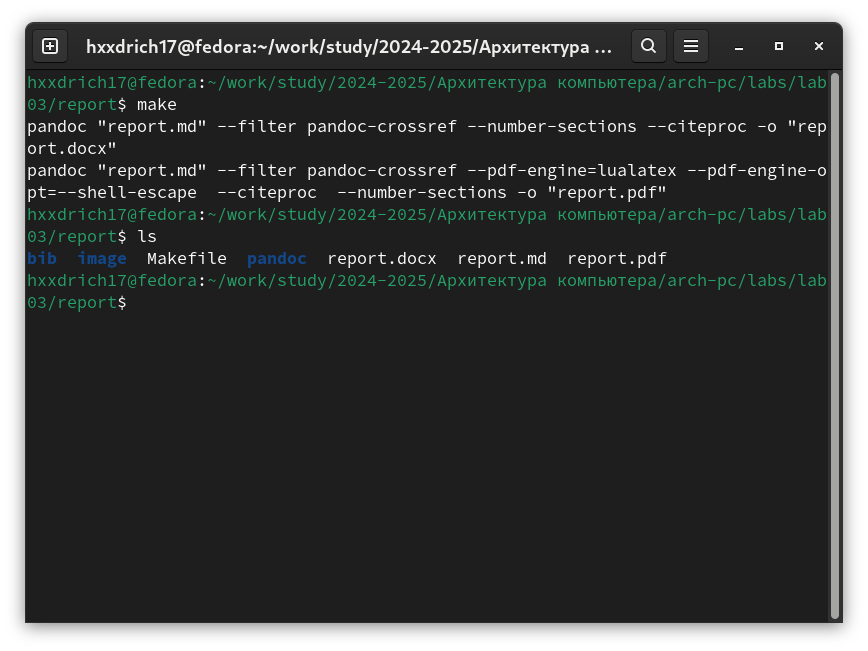 hxxdrich17@fedora:~/work/study/2024-2025/Архитектура ...
hxxdrich17@fedora:~/work/study/2024-2025/Архитектура компьютера/arch-pc/labs/lab
03/report$ make
pandoc "report.md" --filter pandoc-crossref --number-sections --citeproc -o "rep
ort.docx"
pandoc "report.md" --filter pandoc-crossref --pdf-engine=lualatex --pdf-engine-o
pt=--shell-escape  --citeproc  --number-sections -o "report.pdf"
hxxdrich17@fedora:~/work/study/2024-2025/Архитектура компьютера/arch-pc/labs/lab
03/report$ ls
bib  image  Makefile  pandoc  report.docx  report.md  report.pdf
hxxdrich17@fedora:~/work/study/2024-2025/Архитектура компьютера/arch-pc/labs/lab
03/report$